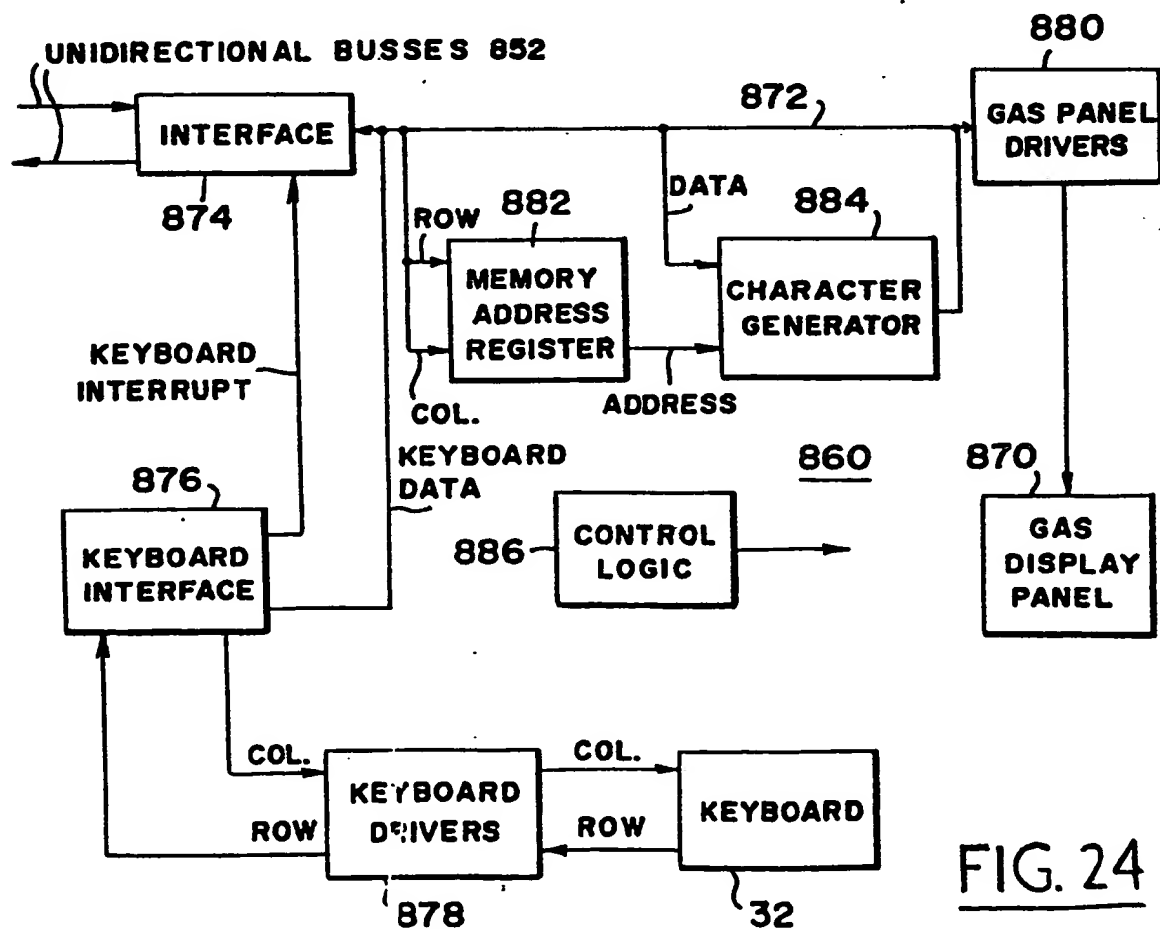 UNIDIRECTIONAL BUSSES 852
880
INTERFACE
872
GAS PANEL
DRIVERS
874
DATA
ROW
882
884
MEMORY
ADDRESS
REGISTER
CHARACTER
GENERATOR
KEYBOARD
INTERRUPT
COL.
ADDRESS
KEYBOARD
DATA
860
870
876
886
CONTROL
LOGIC
GAS
DISPLAY
PANEL
KEYBOARD
INTERFACE
COL.
COL.
KEYBOARD
DRIVERS
KEYBOARD
ROW
ROW
878
32
FIG. 24